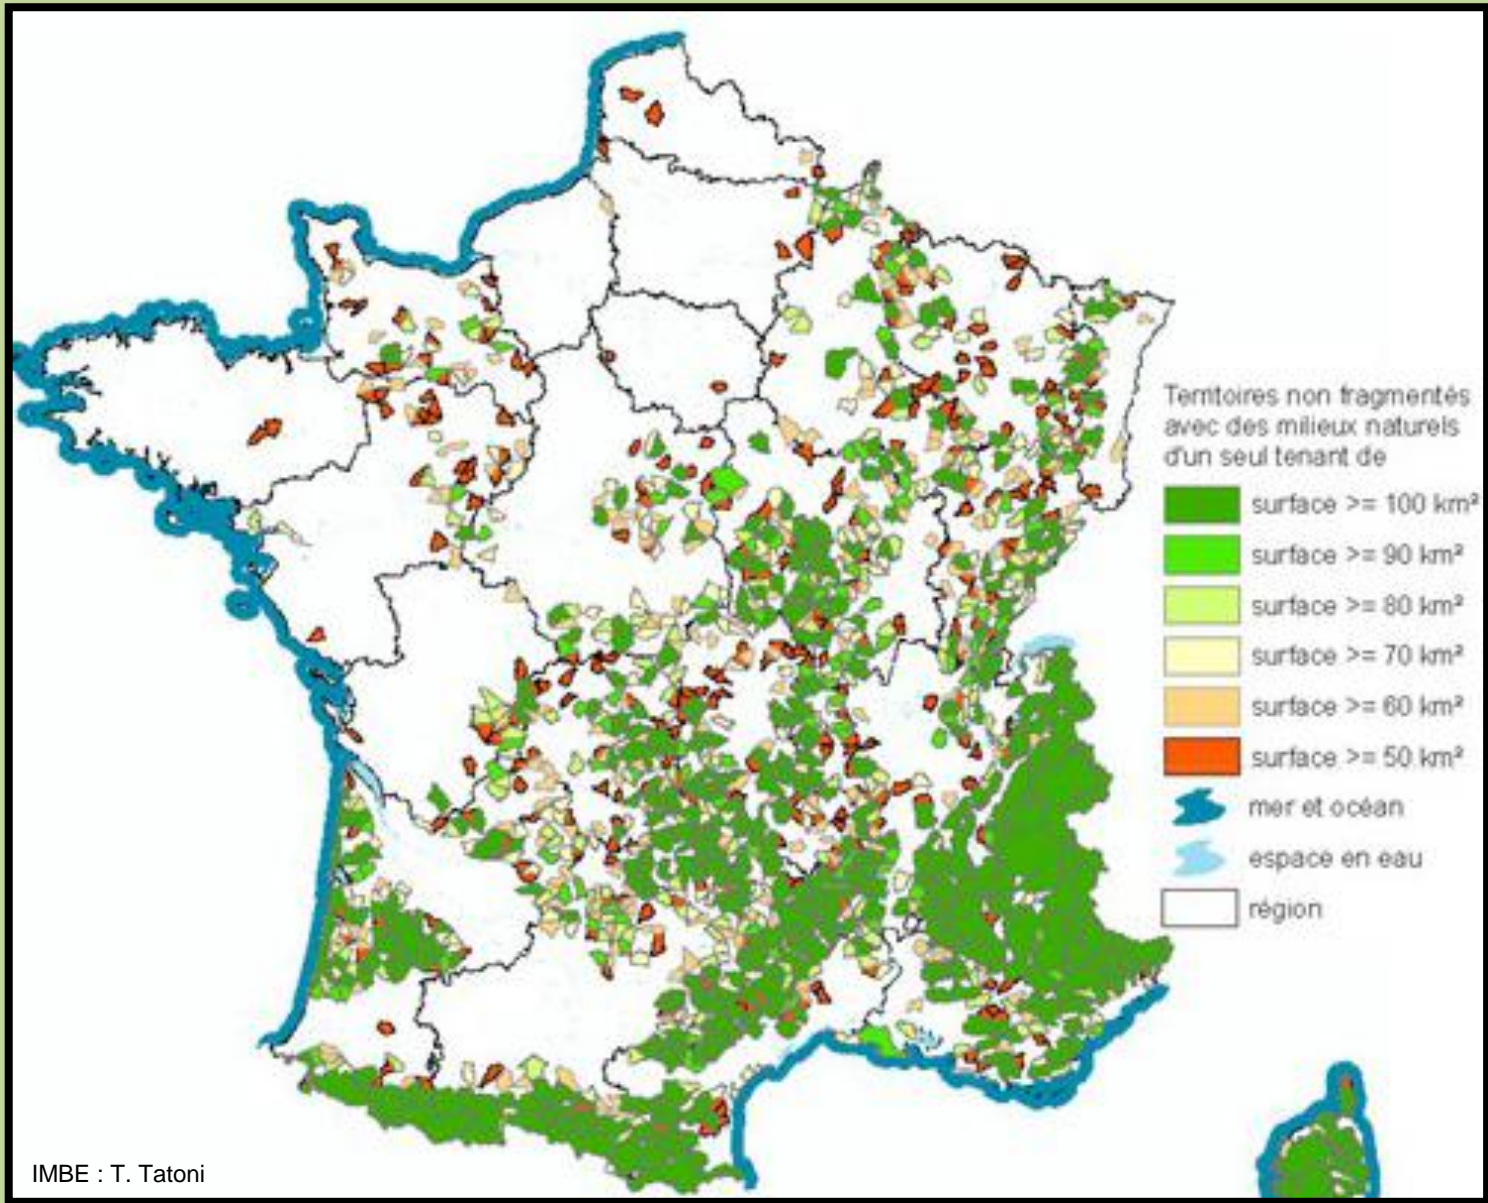 Territoires non fragmentés
avec des milieux naturels
d'un seul tenant de
surface >= 100 km²
surface >= 90 km²
surface >= 80 km²
surface >= 70 km²
surface >= 60 km²
surface >= 50 km²
mer et océan
espace en eau
région
IMBE : T. Tatoni